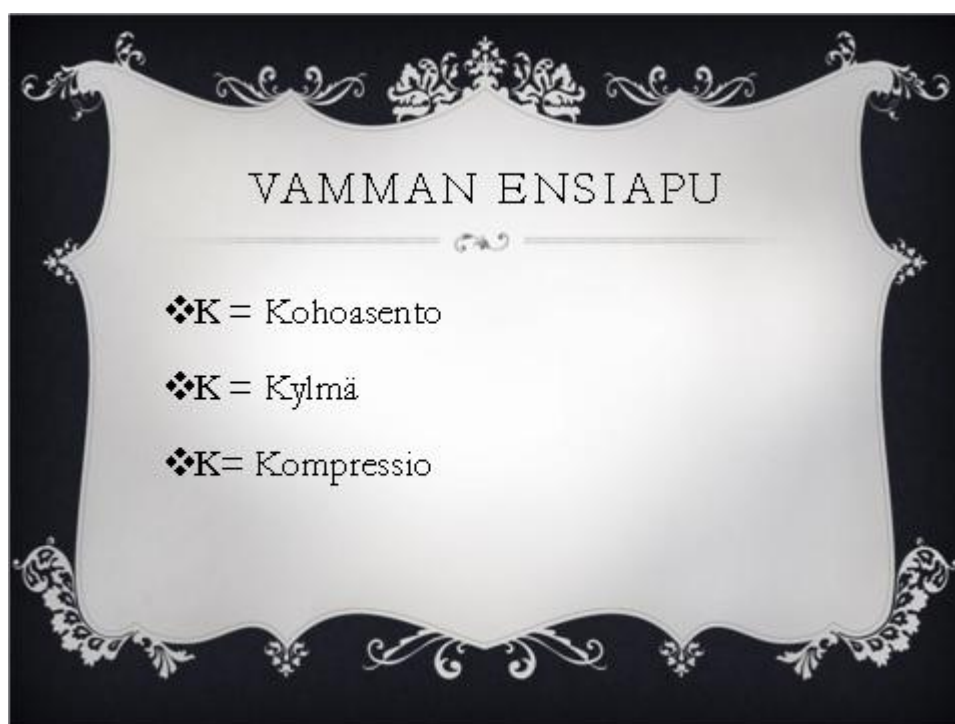 VAMMAN ENSIAPU
❖K = Kohoasento
❖K = Kylmä
❖K= Kompressio